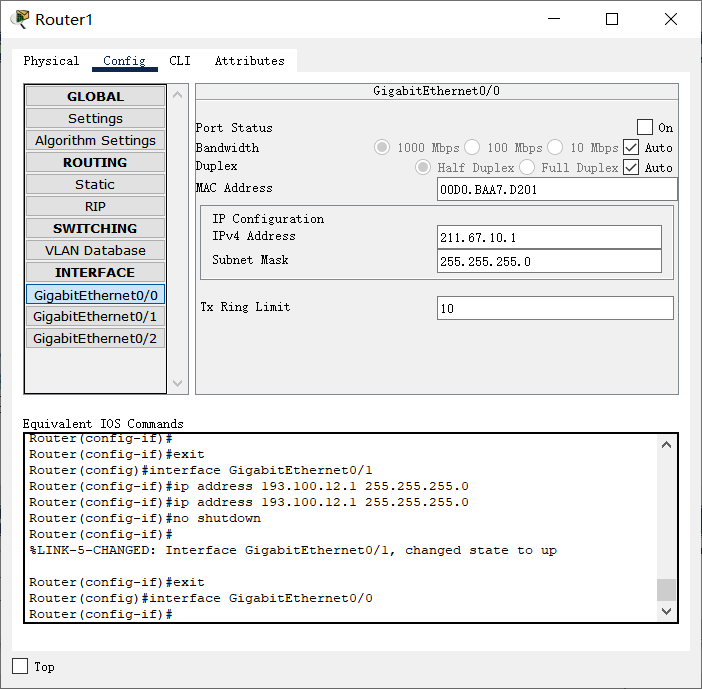 Router1
Physical Config CLI Attributes
GLOBAL
Settings
Algorithm Settings
ROUTING
Static
RIP
SWITCHING
VLAN Database
INTERFACE
GigabitEthernet0/0
GigabitEthernet0/1
GigabitEthernet0/2
GigabitEthernet0/0
Port Status On
Bandwidth 1000 Mbps 100 Mbps 10 Mbps Auto
Duplex Half Duplex Full Duplex Auto
MAC Address 00D0.BAA7.D201
IP Configuration
IPv4 Address 211.67.10.1
Subnet Mask 255.255.255.0
Tx Ring Limit 10
Equivalent IOS Commands
Router(config-if)#
Router(config-if)#exit
Router(config)#interface GigabitEthernet0/1
Router(config-if)#ip address 193.100.12.1 255.255.255.0
Router(config-if)#ip address 193.100.12.1 255.255.255.0
Router(config-if)#no shutdown
Router(config-if)#
%LINK-5-CHANGED: Interface GigabitEthernet0/1, changed state to up
Router(config-if)#exit
Router(config)#interface GigabitEthernet0/0
Router(config-if)#
Top